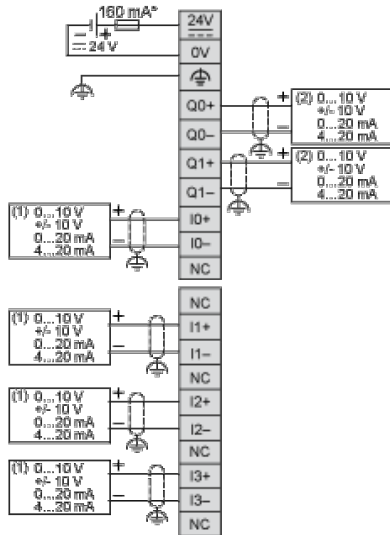 160 mA*
+
24 V
24V
0V
Q0+
Q0–
Q1+
Q1–
I0+
I0–
NC
+
–
(2) 0...10 V
+/- 10 V
0...20 mA
4...20 mA
+
–
(2) 0...10 V
+/- 10 V
0...20 mA
4...20 mA
(1) 0...10 V
+/- 10 V
0...20 mA
4...20 mA
+
–
NC
I1+
I1–
NC
I2+
I2–
NC
I3+
I3–
NC
(1) 0...10 V
+/- 10 V
0...20 mA
4...20 mA
+
–
(1) 0...10 V
+/- 10 V
0...20 mA
4...20 mA
+
–
(1) 0...10 V
+/- 10 V
0...20 mA
4...20 mA
+
–